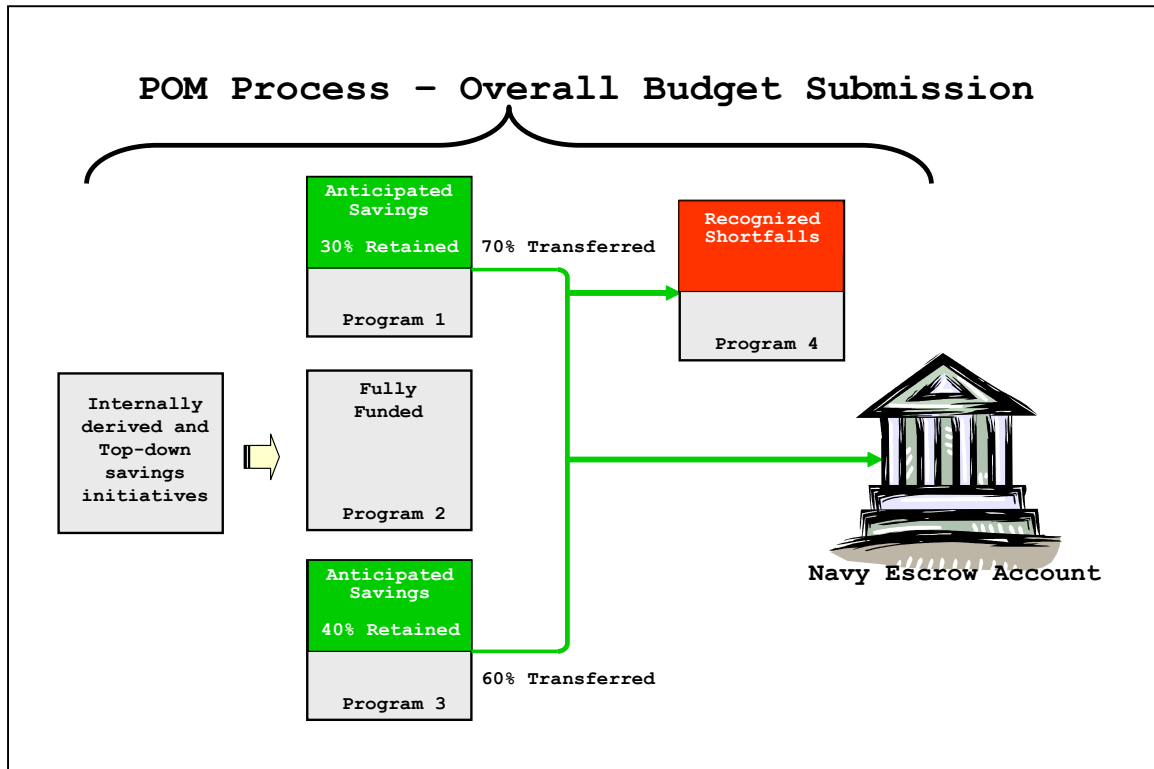 POM Process – Overall Budget Submission
Anticipated
Savings
30% Retained
70% Transferred
Program 1
Recognized
Shortfalls
Program 4
Internally
derived and
Top-down
savings
initiatives
Fully
Funded
Program 2
Anticipated
Savings
40% Retained
60% Transferred
Program 3
Navy Escrow Account